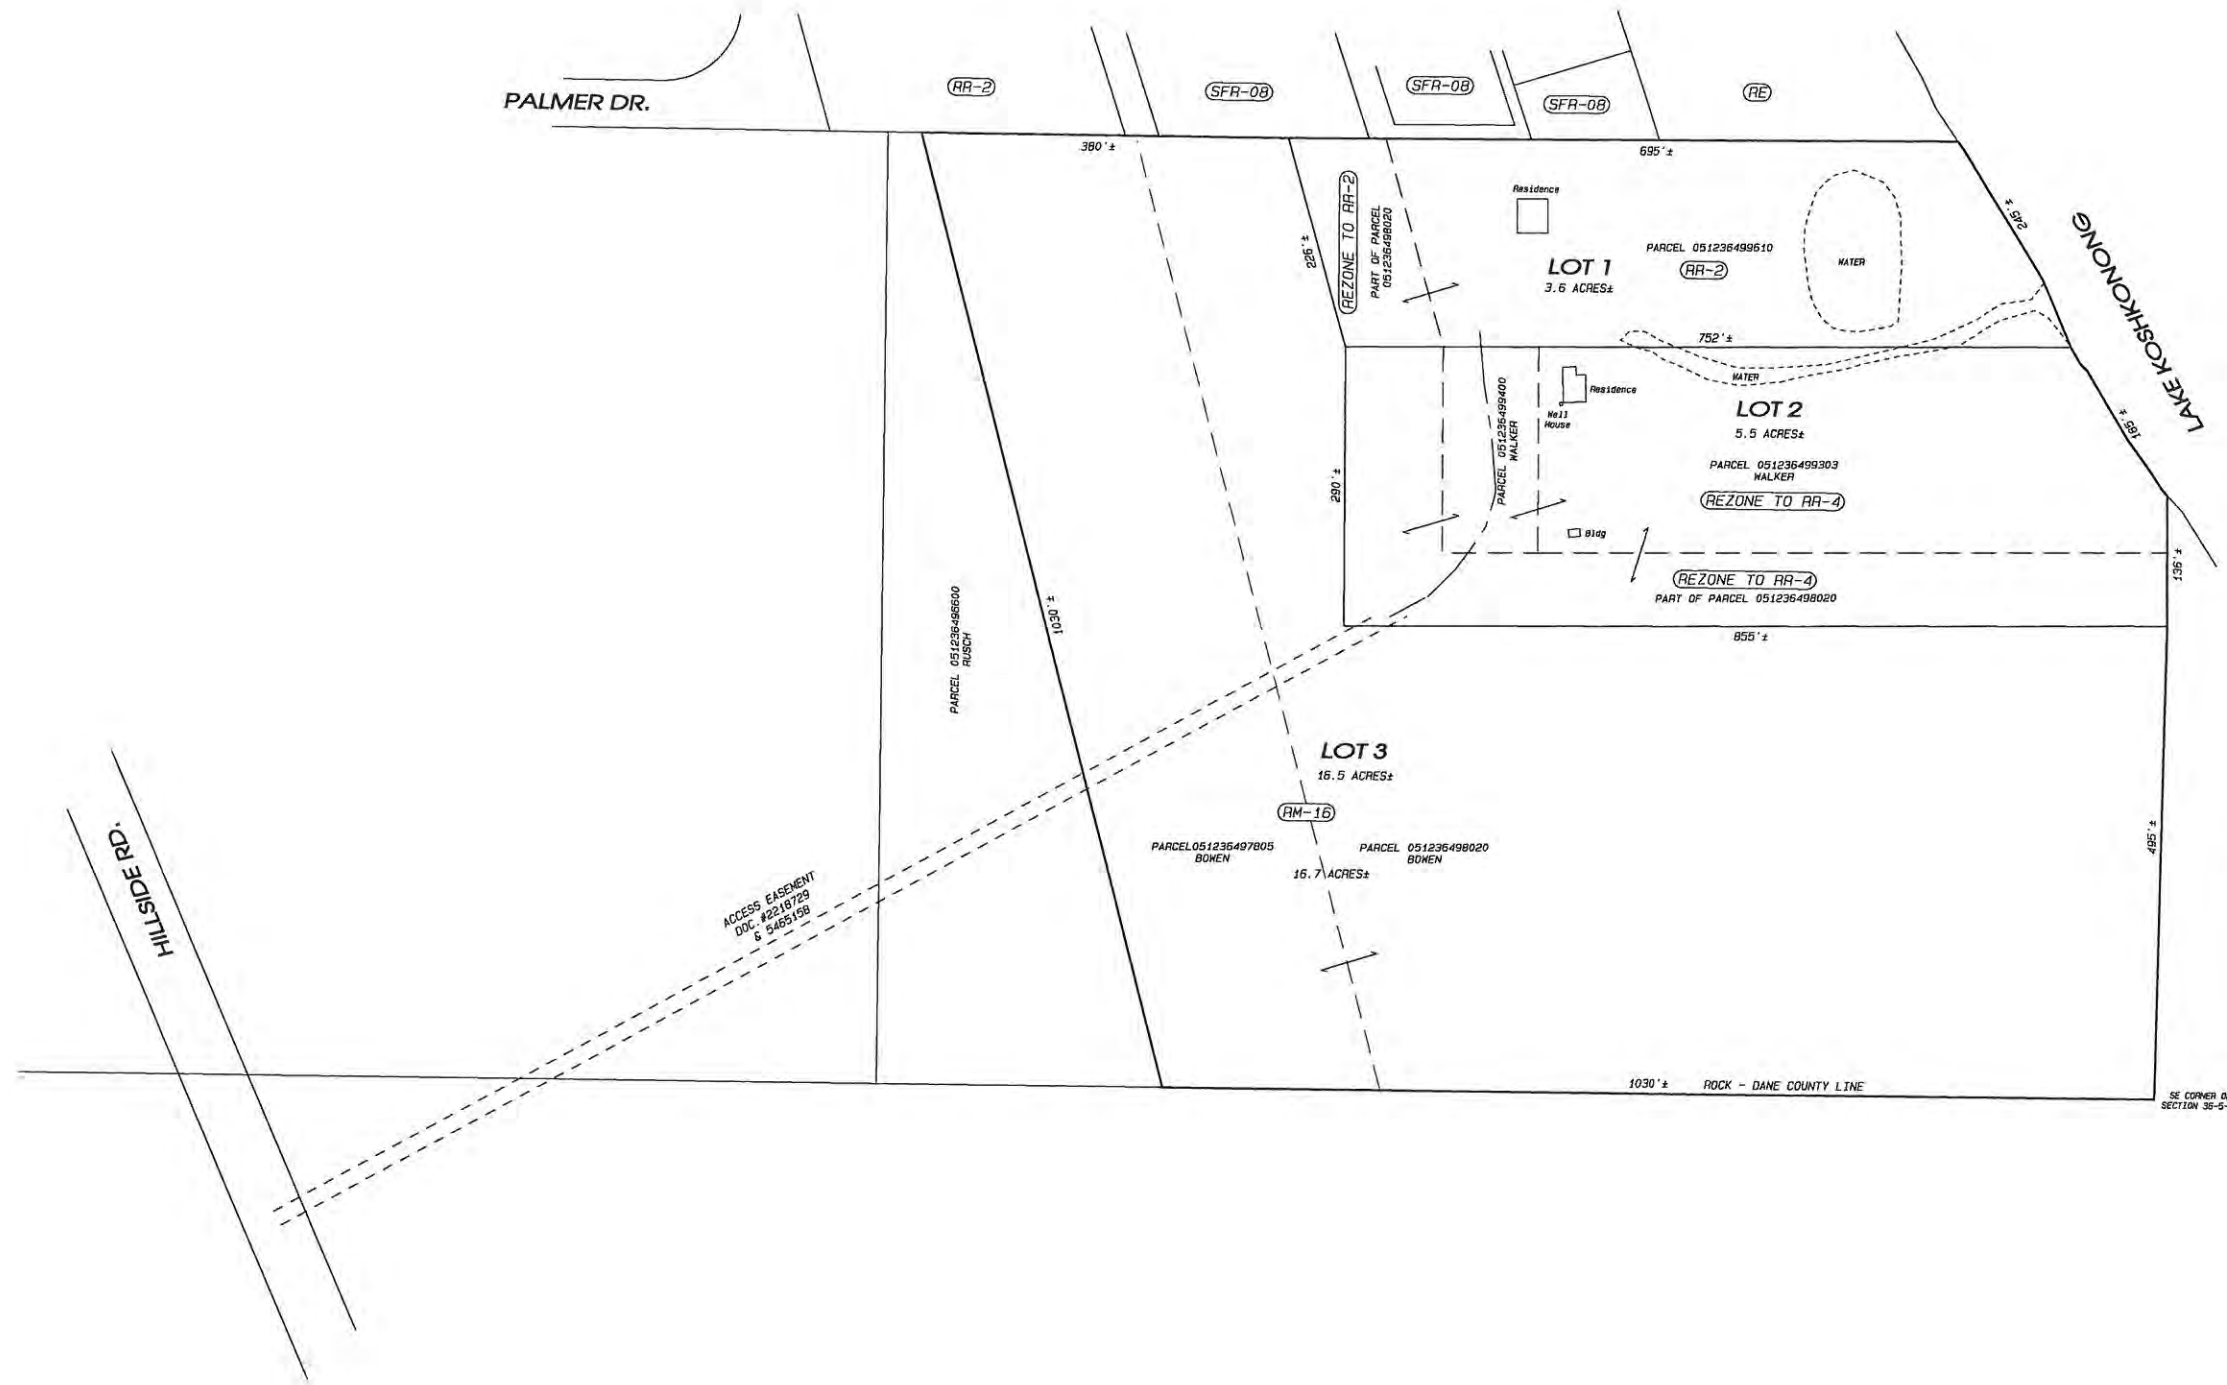 PALMER DR.
RR-2
SFR-08
SFR-08
SFR-08
RE
380'±
695'±
REZONE TO RR-2
PART OF PARCEL
051236498020
226'±
Residence
PARCEL 051236499610
RR-2
LOT 1
3.6 ACRES±
WATER
245'±
LAKE KOSHKONONG
752'±
WATER
Residence
Well
House
PARCEL 051236499400
WALKER
LOT 2
5.5 ACRES±
185'±
PARCEL 051236499303
WALKER
REZONE TO RR-4
290'±
Bldg
REZONE TO RR-4
PART OF PARCEL 051236498020
136'±
855'±
1030'±
PARCEL 051236496600
RUSCH
LOT 3
16.5 ACRES±
RM-16
PARCEL051236497805
BOWEN
PARCEL 051236498020
BOWEN
16.7 ACRES±
495'±
HILLSIDE RD.
ACCESS EASEMENT
DOC.#2218729
& 5465158
1030'±
ROCK - DANE COUNTY LINE
SE CORNER
SECTION 36-5-